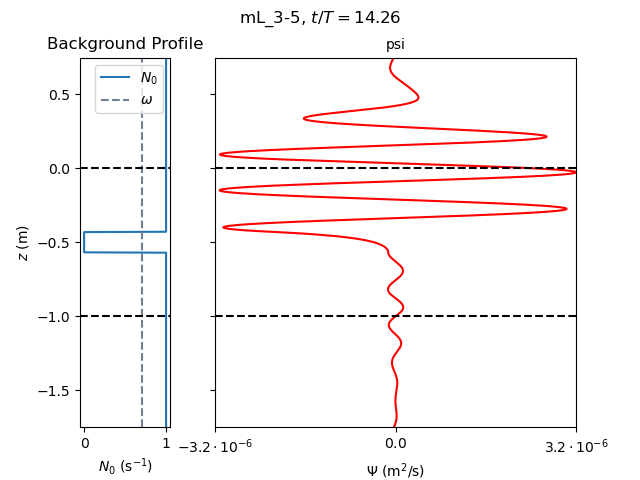 mL_3-5, t/T = 14.26
Background Profile
psi
N₀
ω
0.5
0.0
−0.5
−1.0
−1.5
z (m)
0
1
N₀ (s⁻¹)
−3.2 · 10⁻⁶
0.0
3.2 · 10⁻⁶
Ψ (m²/s)